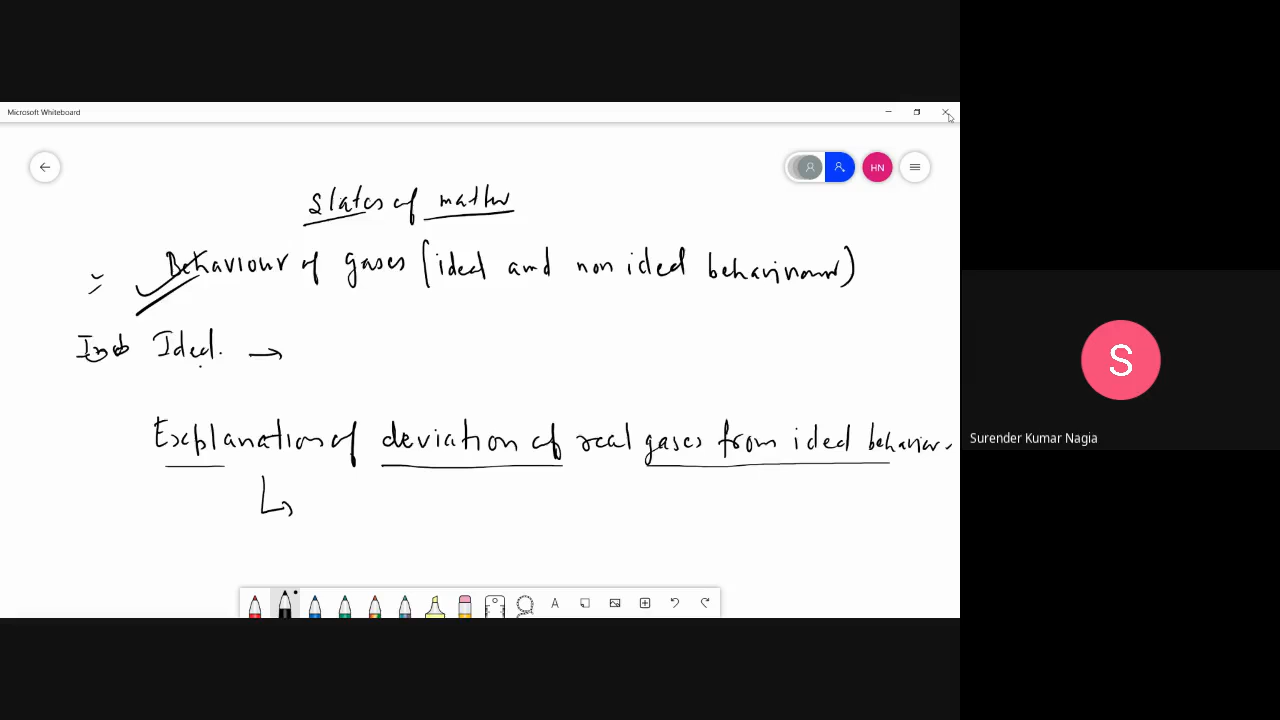 Microsoft Whiteboard
HN
States of matter
Behaviour of gases (ideal and non ideal behaviour)
Ideal. →
Explanation of deviation of real gases from ideal behavior.
S
Surender Kumar Nagia
A